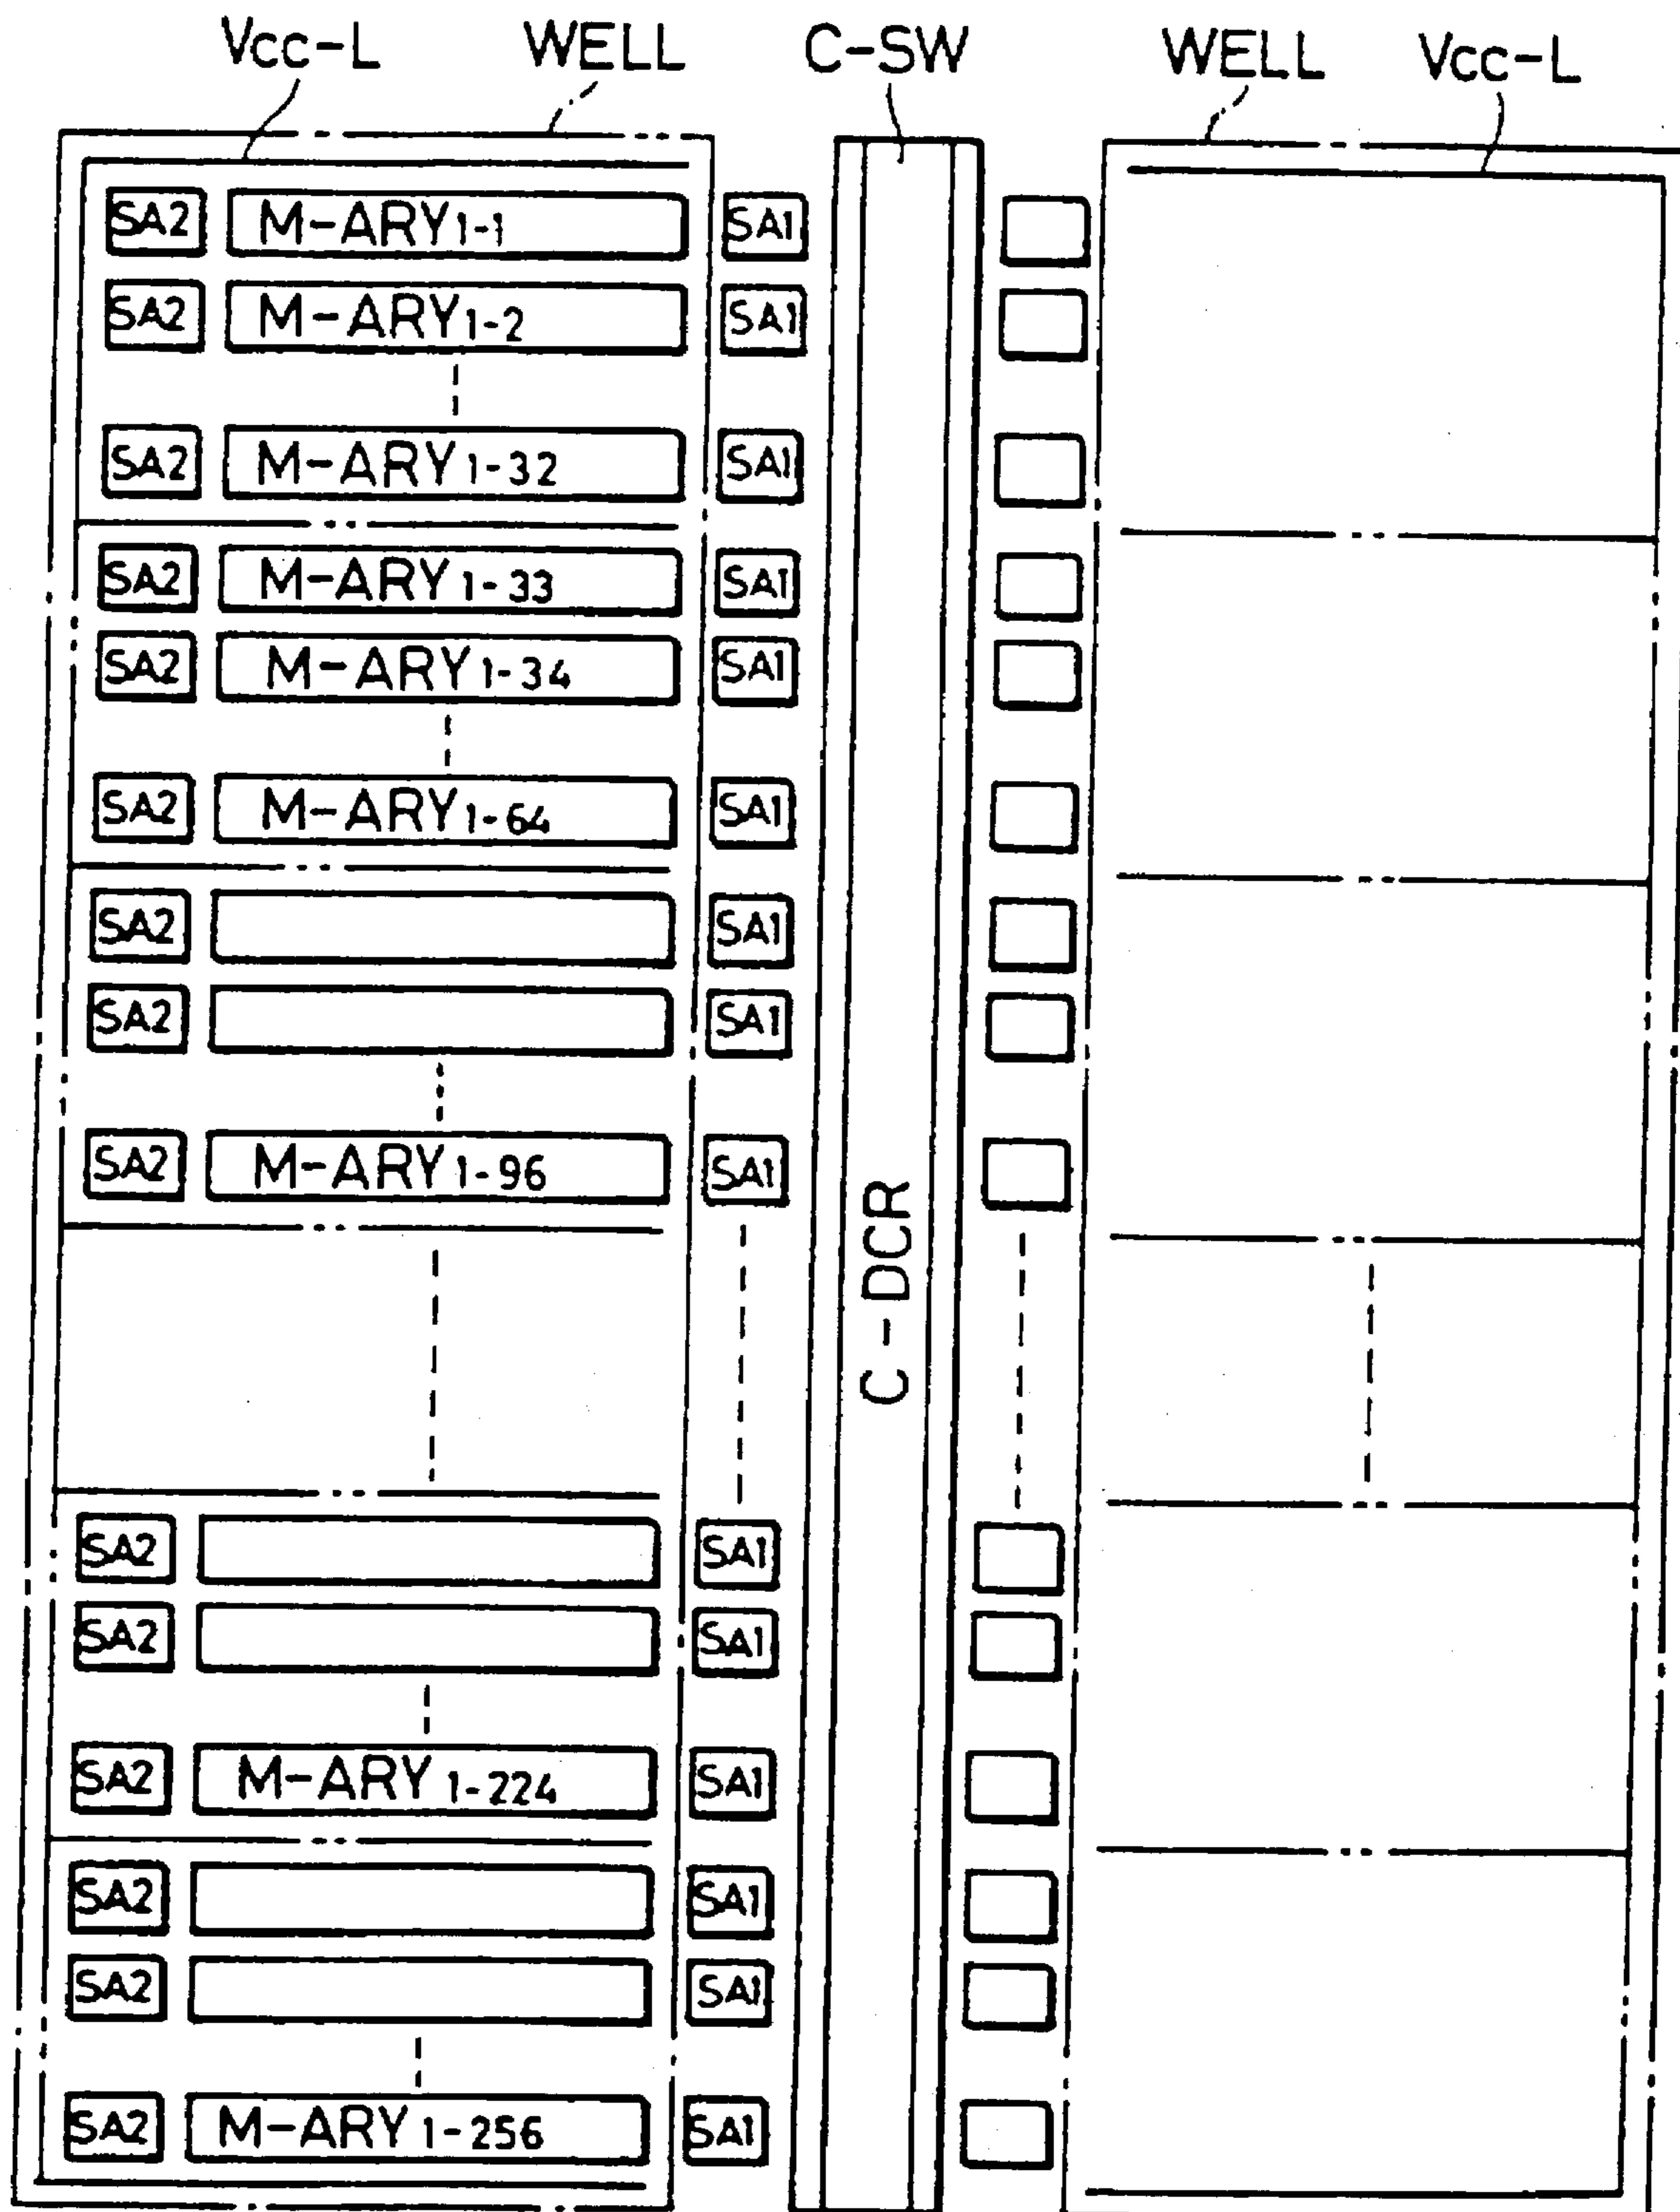 Vcc-L WELL C-SW WELL Vcc-L
SA2 M-ARY1-1 SA1
SA2 M-ARY1-2 SA1
SA2 M-ARY1-32 SA1
SA2 M-ARY1-33 SA1
SA2 M-ARY1-34 SA1
SA2 M-ARY1-64 SA1
SA2 SA1
SA2 SA1
SA2 M-ARY1-96 SA1
C-DCR
SA2 SA1
SA2 SA1
SA2 M-ARY1-224 SA1
SA2 SA1
SA2 SA1
SA2 M-ARY1-256 SA1